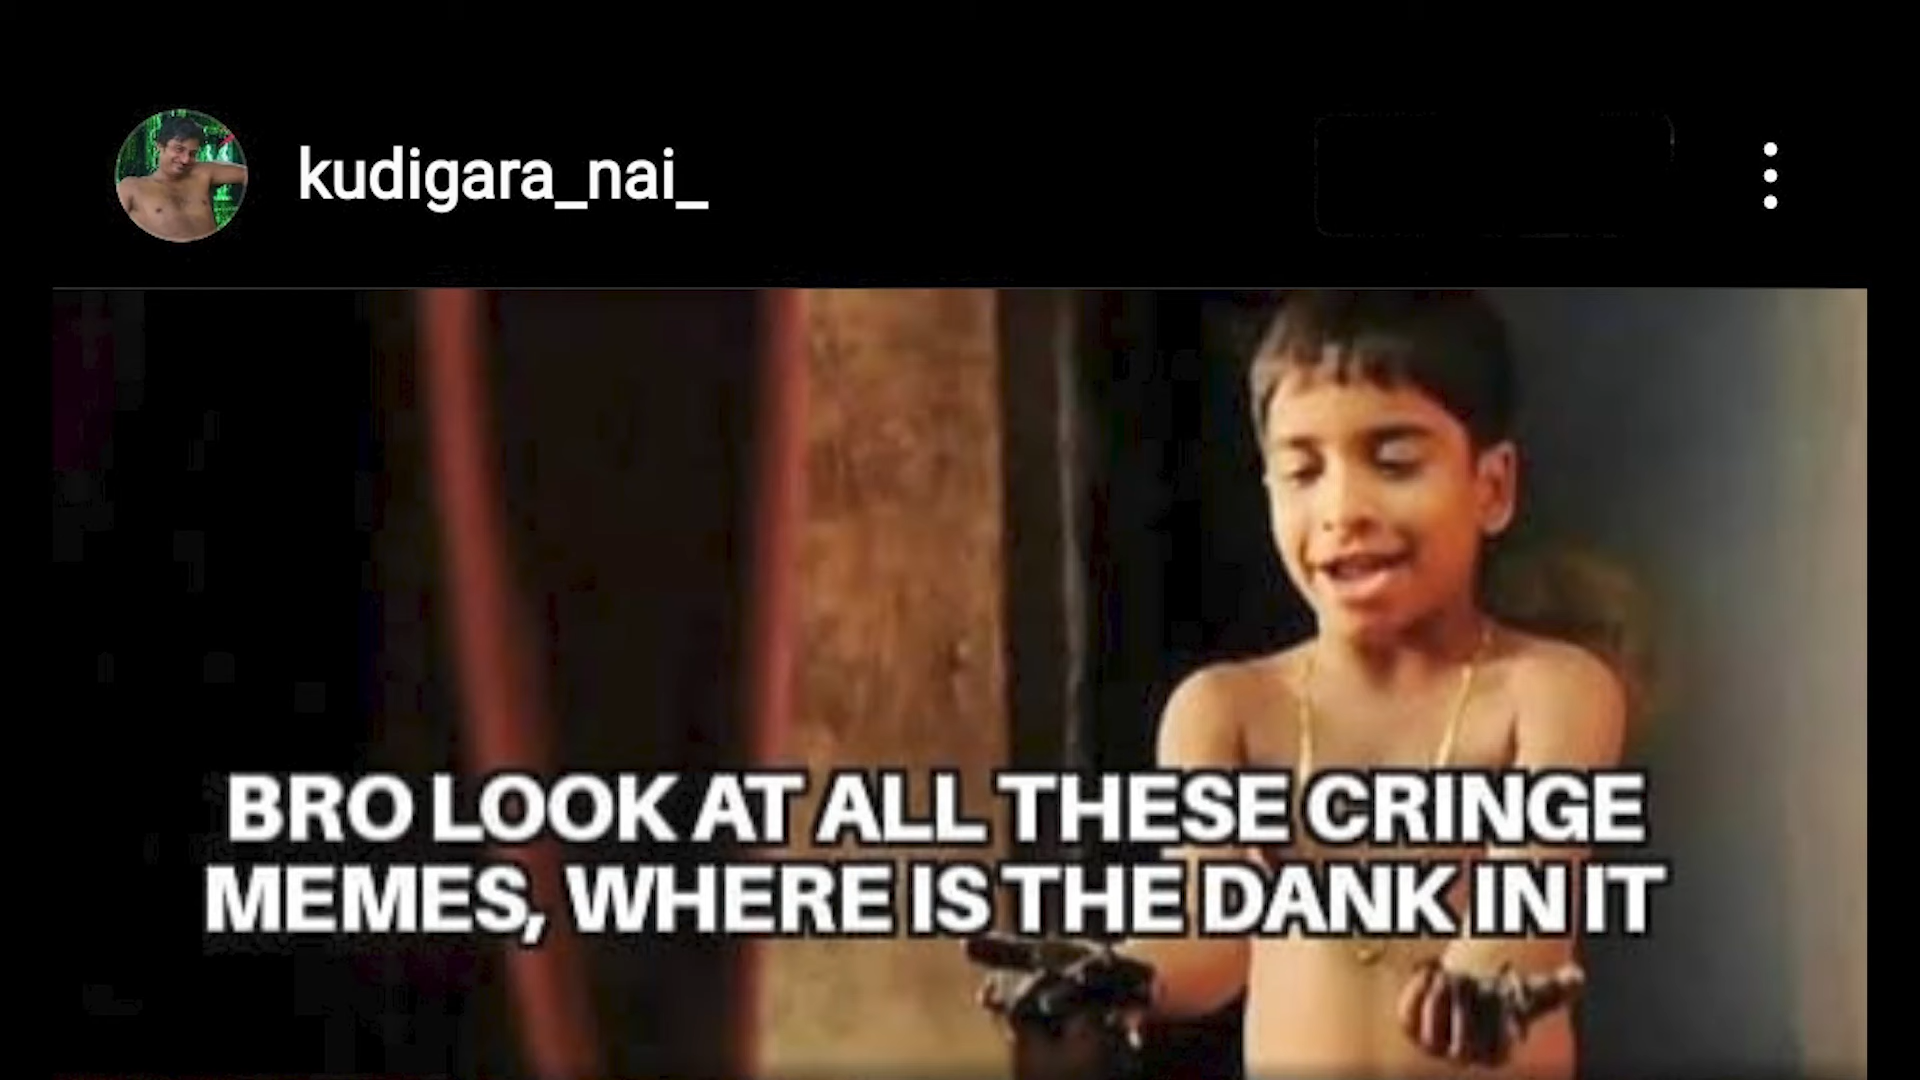 kudigara_nai_
BRO LOOK AT ALL THESE CRINGE
MEMES, WHERE IS THE DANK IN IT